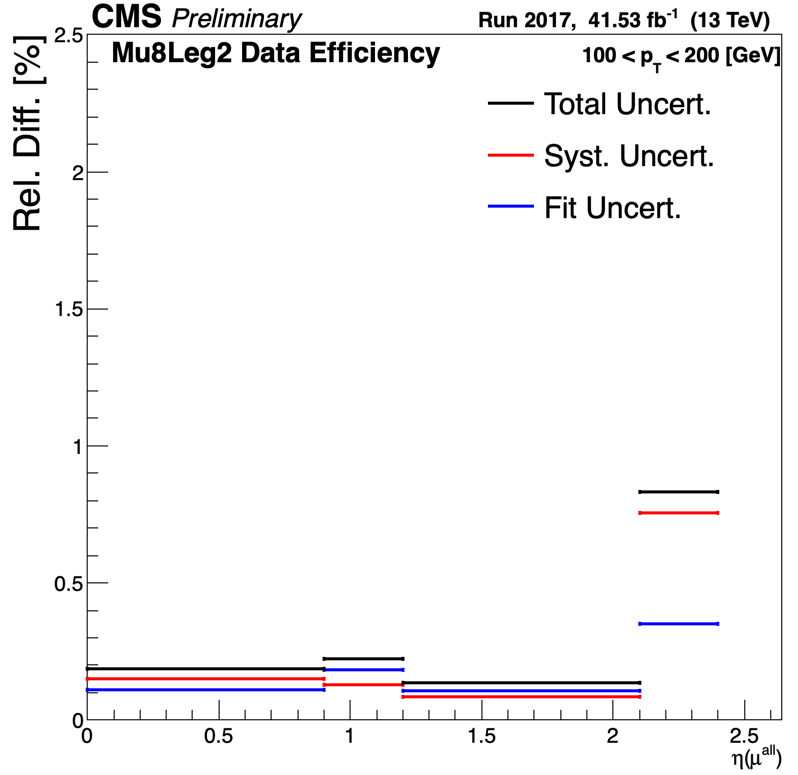 CMS Preliminary Run 2017, 41.53 fb⁻¹ (13 TeV)
Mu8Leg2 Data Efficiency 100 < p_T < 200 [GeV]
Rel. Diff. [%]
Total Uncert.
Syst. Uncert.
Fit Uncert.
2.5
2
1.5
1
0.5
0
0 0.5 1 1.5 2 2.5
η(μ^all)